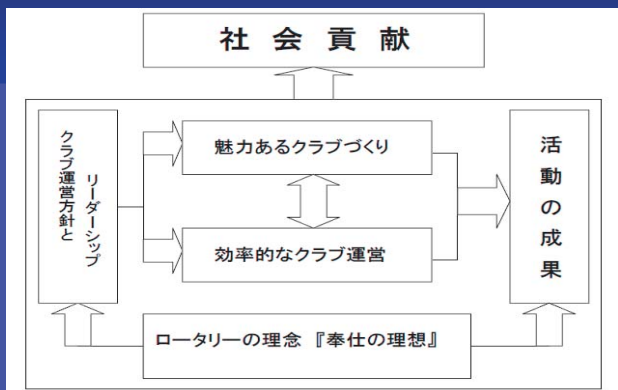 社会貢献
クラブ運営方針と
リーダーシップ
魅力あるクラブづくり
効率的なクラブ運営
活動の成果
ロータリーの理念 『奉仕の理想』